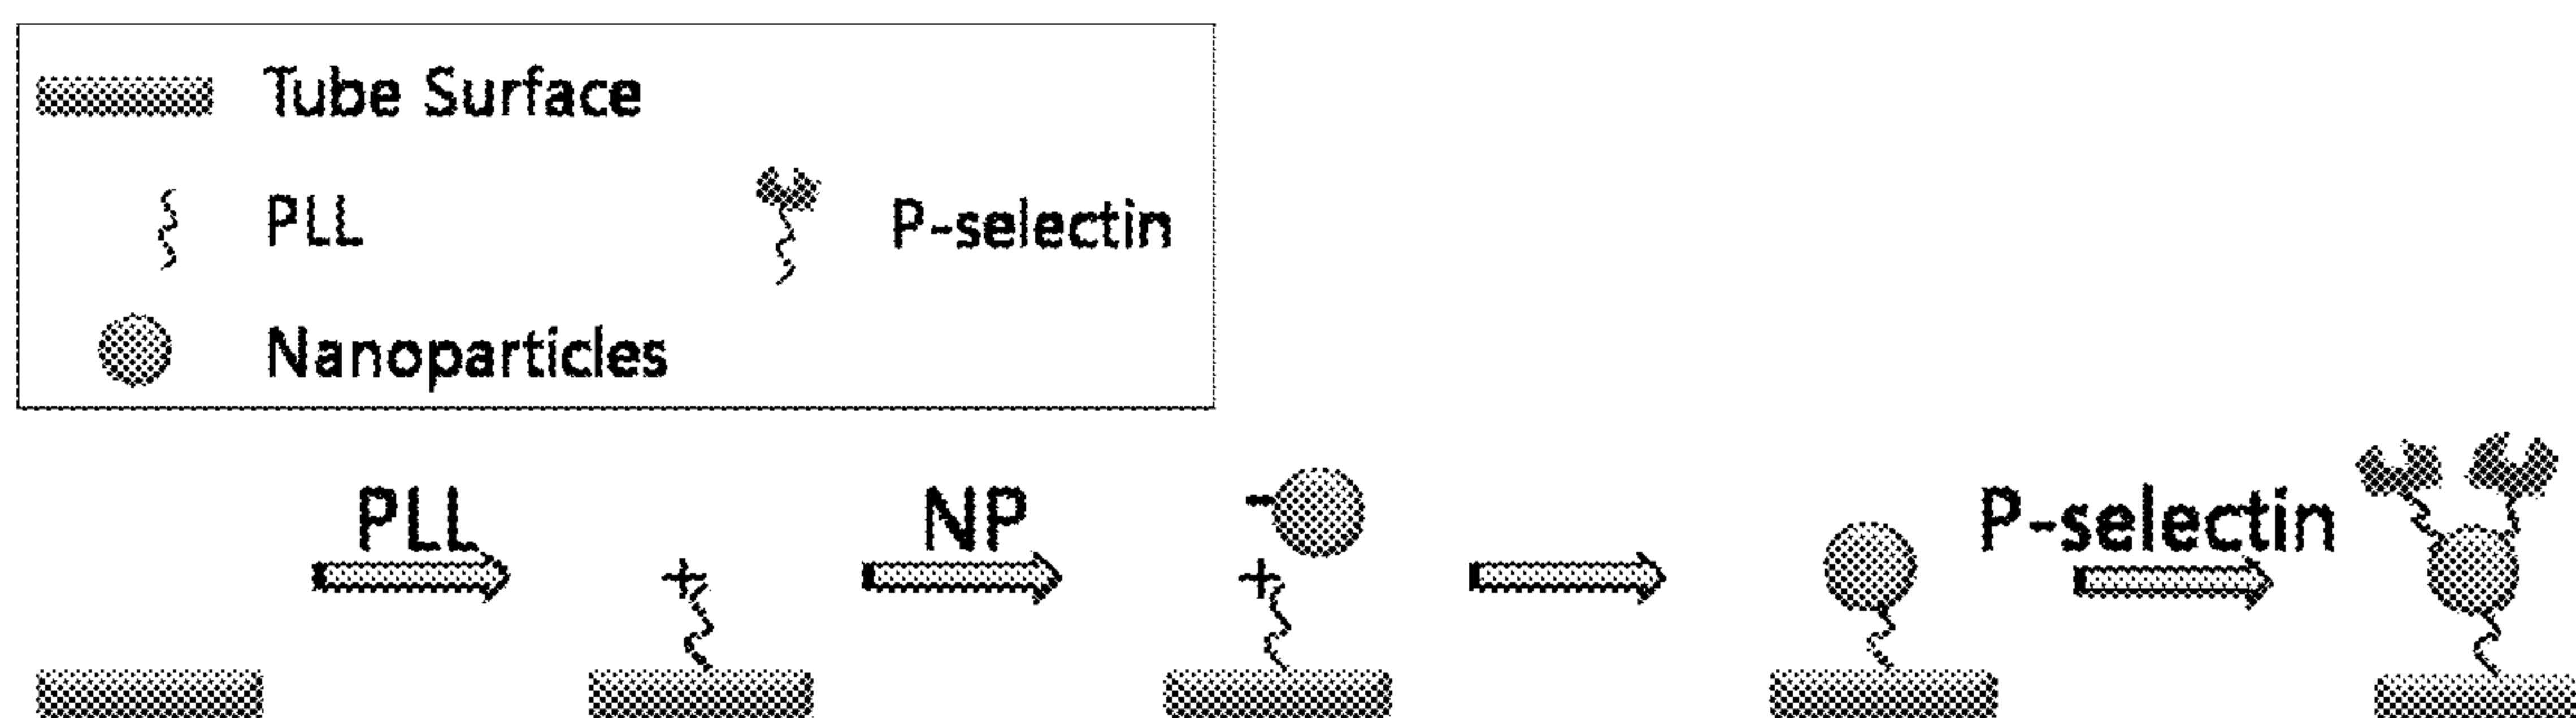 Tube Surface
PLL
P-selectin
Nanoparticles
PLL
NP
P-selectin
+
-
+